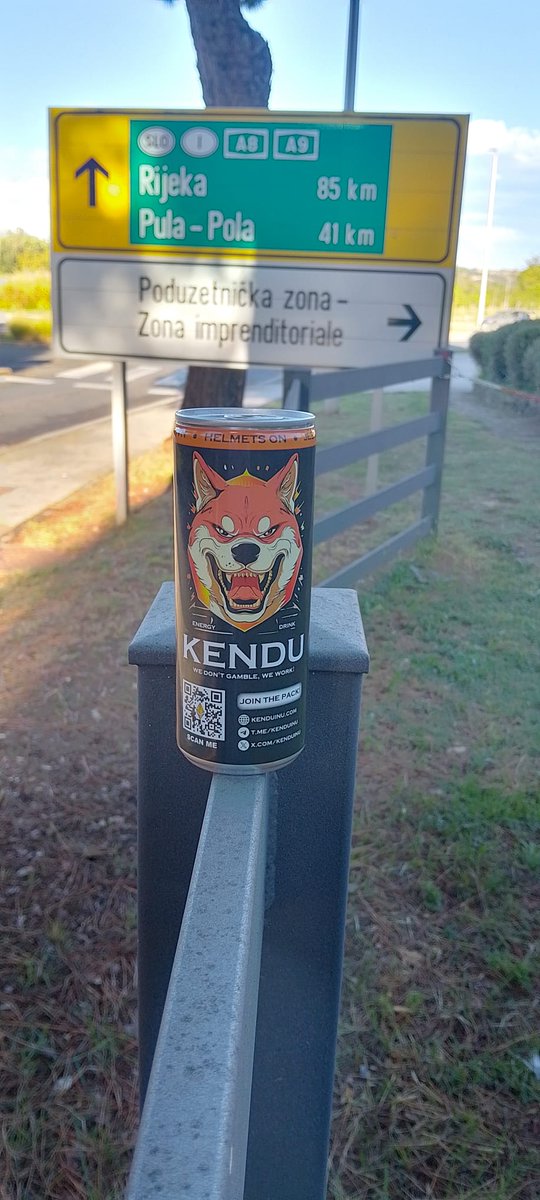 SLO I A8 A9
Rijeka 85 km
Pula - Pola 41 km
Poduzetnička zona -
Zona imprenditoriale
HELMETS ON
ENERGY DRINK
KENDU
WE DON'T GAMBLE, WE WORK!
JOIN THE PACK!
KENDUINU.COM
T.ME/KENDUINU
X.COM/KENDUINU
SCAN ME